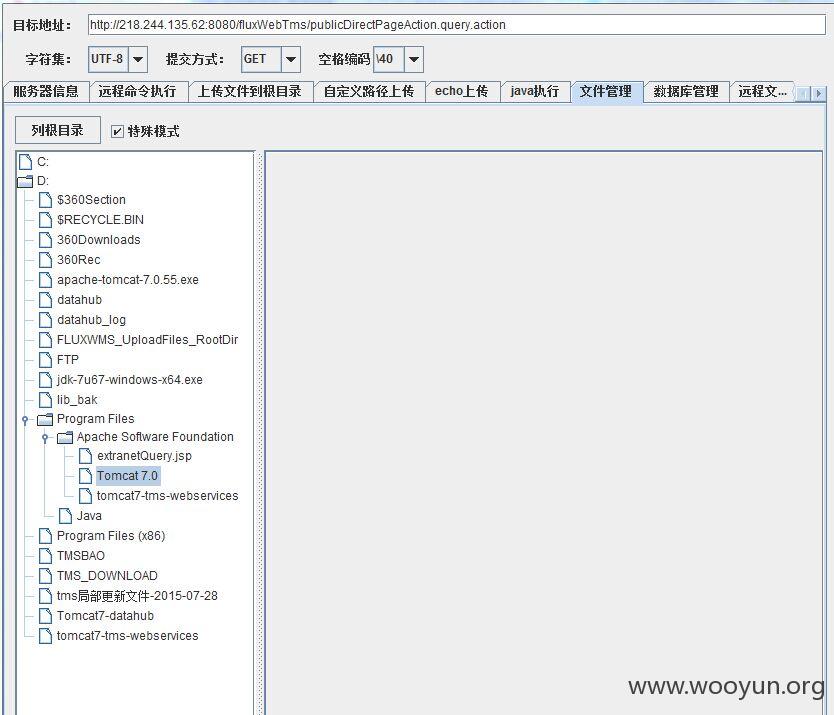 目标地址： http://218.244.135.62:8080/fluxWebTms/publicDirectPageAction.query.action
字符集： UTF-8 提交方式： GET 空格编码 \40
服务器信息 远程命令执行 上传文件到根目录 自定义路径上传 echo上传 java执行 文件管理 数据库管理 远程文...
列根目录 特殊模式
C:
D:
$360Section
$RECYCLE.BIN
360Downloads
360Rec
apache-tomcat-7.0.55.exe
datahub
datahub_log
FLUXWMS_UploadFiles_RootDir
FTP
jdk-7u67-windows-x64.exe
lib_bak
Program Files
Apache Software Foundation
extranetQuery.jsp
Tomcat 7.0
tomcat7-tms-webservices
Java
Program Files (x86)
TMSBAO
TMS_DOWNLOAD
tms局部更新文件-2015-07-28
Tomcat7-datahub
tomcat7-tms-webservices
www.wooyun.org